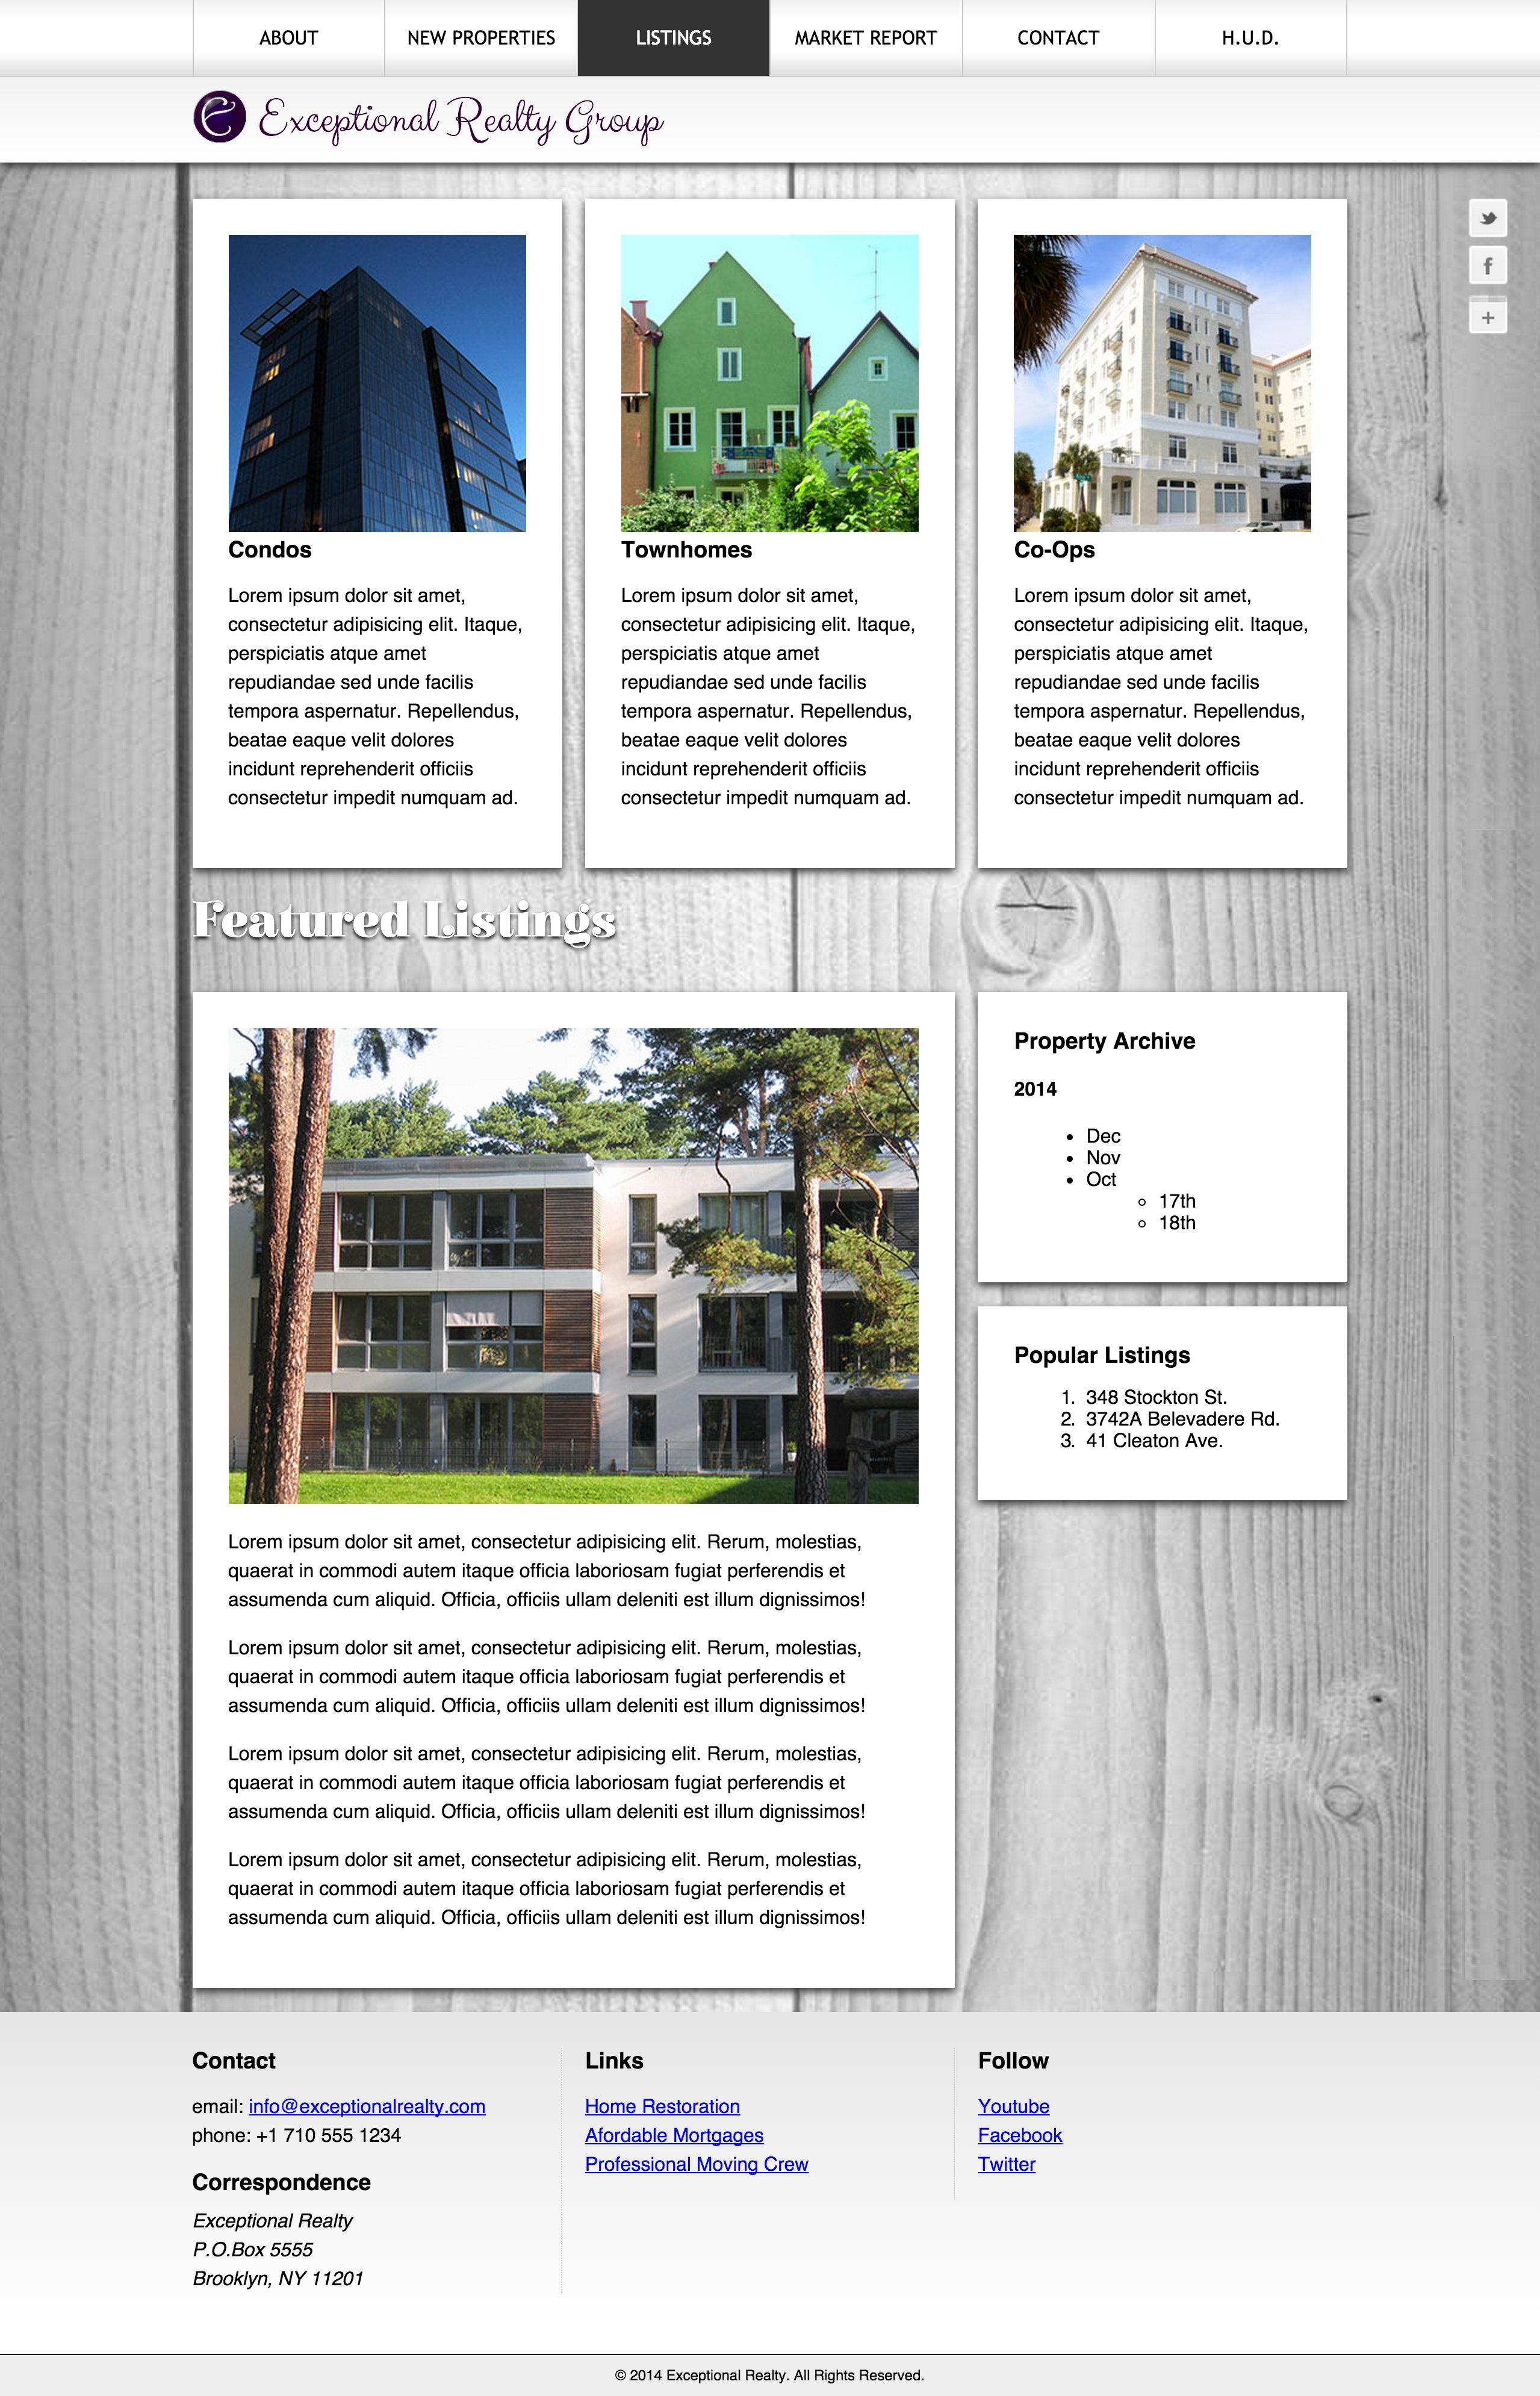 ABOUT
NEW PROPERTIES
LISTINGS
MARKET REPORT
CONTACT
H.U.D.
Exceptional Realty Group
Condos
Lorem ipsum dolor sit amet,
consectetur adipisicing elit. Itaque,
perspiciatis atque amet
repudiandae sed unde facilis
tempora aspernatur. Repellendus,
beatae eaque velit dolores
incidunt reprehenderit officiis
consectetur impedit numquam ad.
Townhomes
Lorem ipsum dolor sit amet,
consectetur adipisicing elit. Itaque,
perspiciatis atque amet
repudiandae sed unde facilis
tempora aspernatur. Repellendus,
beatae eaque velit dolores
incidunt reprehenderit officiis
consectetur impedit numquam ad.
Co-Ops
Lorem ipsum dolor sit amet,
consectetur adipisicing elit. Itaque,
perspiciatis atque amet
repudiandae sed unde facilis
tempora aspernatur. Repellendus,
beatae eaque velit dolores
incidunt reprehenderit officiis
consectetur impedit numquam ad.
Featured Listings
Lorem ipsum dolor sit amet, consectetur adipisicing elit. Rerum, molestias,
quaerat in commodi autem itaque officia laboriosam fugiat perferendis et
assumenda cum aliquid. Officia, officiis ullam deleniti est illum dignissimos!
Lorem ipsum dolor sit amet, consectetur adipisicing elit. Rerum, molestias,
quaerat in commodi autem itaque officia laboriosam fugiat perferendis et
assumenda cum aliquid. Officia, officiis ullam deleniti est illum dignissimos!
Lorem ipsum dolor sit amet, consectetur adipisicing elit. Rerum, molestias,
quaerat in commodi autem itaque officia laboriosam fugiat perferendis et
assumenda cum aliquid. Officia, officiis ullam deleniti est illum dignissimos!
Lorem ipsum dolor sit amet, consectetur adipisicing elit. Rerum, molestias,
quaerat in commodi autem itaque officia laboriosam fugiat perferendis et
assumenda cum aliquid. Officia, officiis ullam deleniti est illum dignissimos!
Property Archive
2014
• Dec
• Nov
• Oct
◦ 17th
◦ 18th
Popular Listings
1. 348 Stockton St.
2. 3742A Belevadere Rd.
3. 41 Cleaton Ave.
Contact
email: info@exceptionalrealty.com
phone: +1 710 555 1234
Correspondence
Exceptional Realty
P.O.Box 5555
Brooklyn, NY 11201
Links
Home Restoration
Afordable Mortgages
Professional Moving Crew
Follow
Youtube
Facebook
Twitter
© 2014 Exceptional Realty. All Rights Reserved.